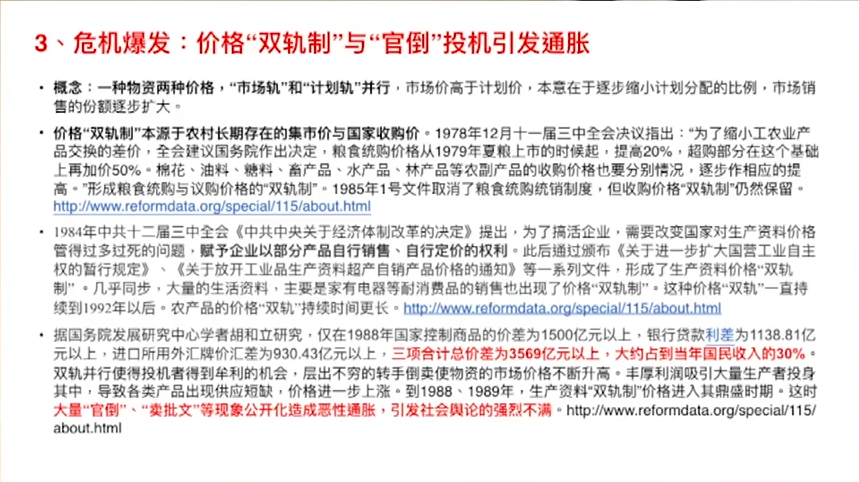 3、危机爆发：价格“双轨制”与“官倒”投机引发通胀
• 概念：一种物资两种价格，“市场轨”和“计划轨”并行，市场价高于计划价，本意在于逐步缩小计划分配的比例，市场销
售的份额逐步扩大。
• 价格“双轨制”本源于农村长期存在的集市价与国家收购价。1978年12月十一届三中全会决议指出：“为了缩小工农业产
品交换的差价，全会建议国务院作出决定，粮食统购价格从1979年夏粮上市的时候起，提高20%，超购部分在这个基础
上再加价50%。棉花、油料、糖料、畜产品、水产品、林产品等农副产品的收购价格也要分别情况，逐步作相应的提
高。”形成粮食统购与议购价格的“双轨制”。1985年1号文件取消了粮食统购统销制度，但收购价格“双轨制”仍然保留。
http://www.reformdata.org/special/115/about.html
• 1984年中共十二届三中全会《中共中央关于经济体制改革的决定》提出，为了搞活企业，需要改变国家对生产资料价格
管得过多过死的问题，赋予企业以部分产品自行销售、自行定价的权利。此后通过颁布《关于进一步扩大国营工业自主
权的暂行规定》、《关于放开工业品生产资料超产自销产品价格的通知》等一系列文件，形成了生产资料价格“双轨
制” 。几乎同步，大量的生活资料，主要是家有电器等耐消费品的销售也出现了价格“双轨制”。这种价格“双轨”一直持
续到1992年以后。农产品的价格“双轨”持续时间更长。http://www.reformdata.org/special/115/about.html
• 据国务院发展研究中心学者胡和立研究，仅在1988年国家控制商品的价差为1500亿元以上，银行贷款利差为1138.81亿
元以上，进口所用外汇牌价汇差为930.43亿元以上，三项合计总价差为3569亿元以上，大约占到当年国民收入的30%。
双轨并行使得投机者得到牟利的机会，层出不穷的转手倒卖使物资的市场价格不断升高。丰厚利润吸引大量生产者投身
其中，导致各类产品出现供应短缺，价格进一步上涨。到1988、1989年，生产资料“双轨制”价格进入其鼎盛时期。这时
大量“官倒”、“卖批文”等现象公开化造成恶性通胀，引发社会舆论的强烈不满。http://www.reformdata.org/special/115/
about.html